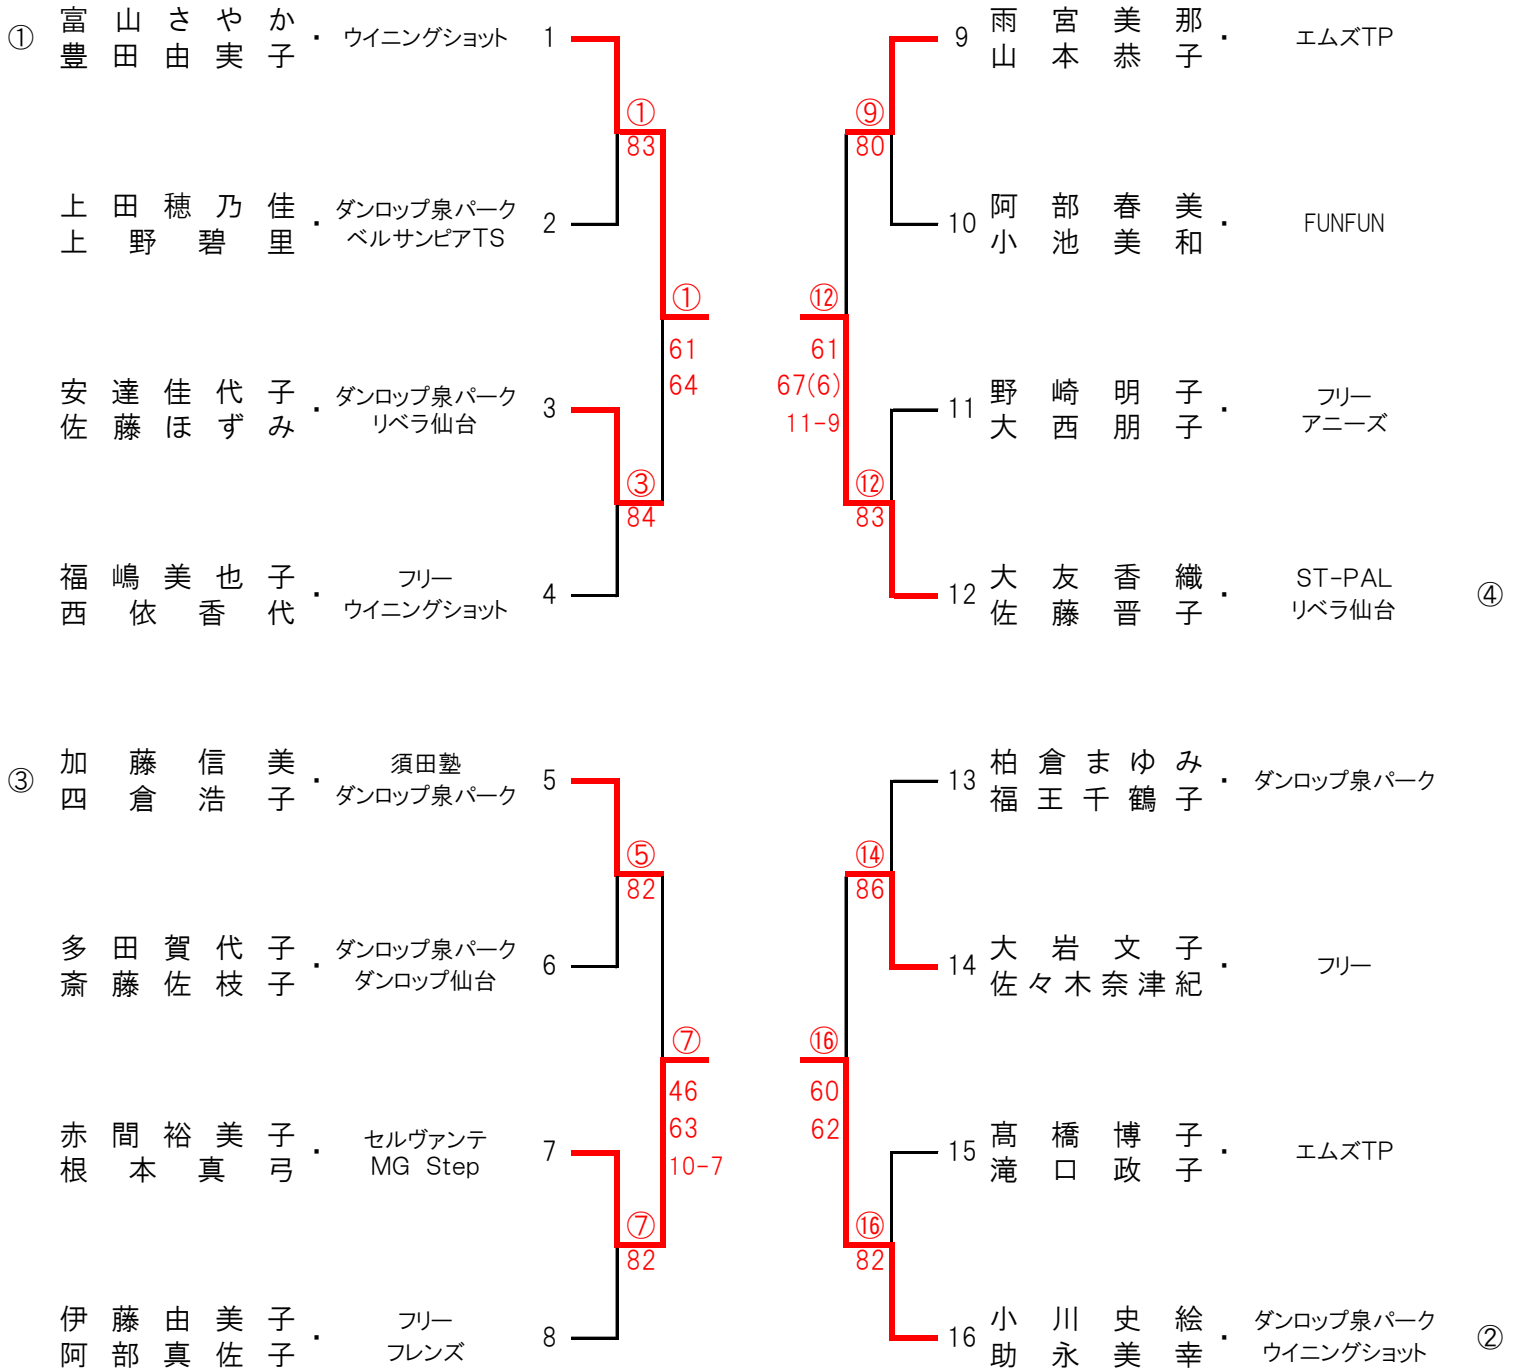 ① 富山さやか ・ ウイニングショット 1
豊田由実子
①
83
上田穂乃佳 ・ ダンロップ泉パーク 2
上野碧里 ベルサンピアTS
①
61
64
安達佳代子 ・ ダンロップ泉パーク 3
佐藤ほずみ リベラ仙台
③
84
福嶋美也子 ・ フリー 4
西依香代 ウイニングショット
③ 加藤信美 ・ 須田塾 5
四倉浩子 ダンロップ泉パーク
⑤
82
多田賀代子 ・ ダンロップ泉パーク 6
斎藤佐枝子 ダンロップ仙台
⑦
46
63
10-7
赤間裕美子 ・ セルヴァンテ 7
根本真弓 MG Step
⑦
82
伊藤由美子 ・ フリー 8
阿部真佐子 フレンズ
9 雨宮美那 ・ エムズTP
山本恭子
⑨
80
10 阿部春美 ・ FUNFUN
小池美和
⑫
61
67(6)
11-9
11 野崎明子 ・ フリー
大西朋子 アニーズ
⑫
83
12 大友香織 ・ ST-PAL ④
佐藤晋子 リベラ仙台
13 柏倉まゆみ ・ ダンロップ泉パーク
福王千鶴子
⑭
86
14 大岩文子 ・ フリー
佐々木奈津紀
⑯
60
62
15 髙橋博子 ・ エムズTP
滝口政子
⑯
82
16 小川史絵 ・ ダンロップ泉パーク ②
助永美幸 ウイニングショット